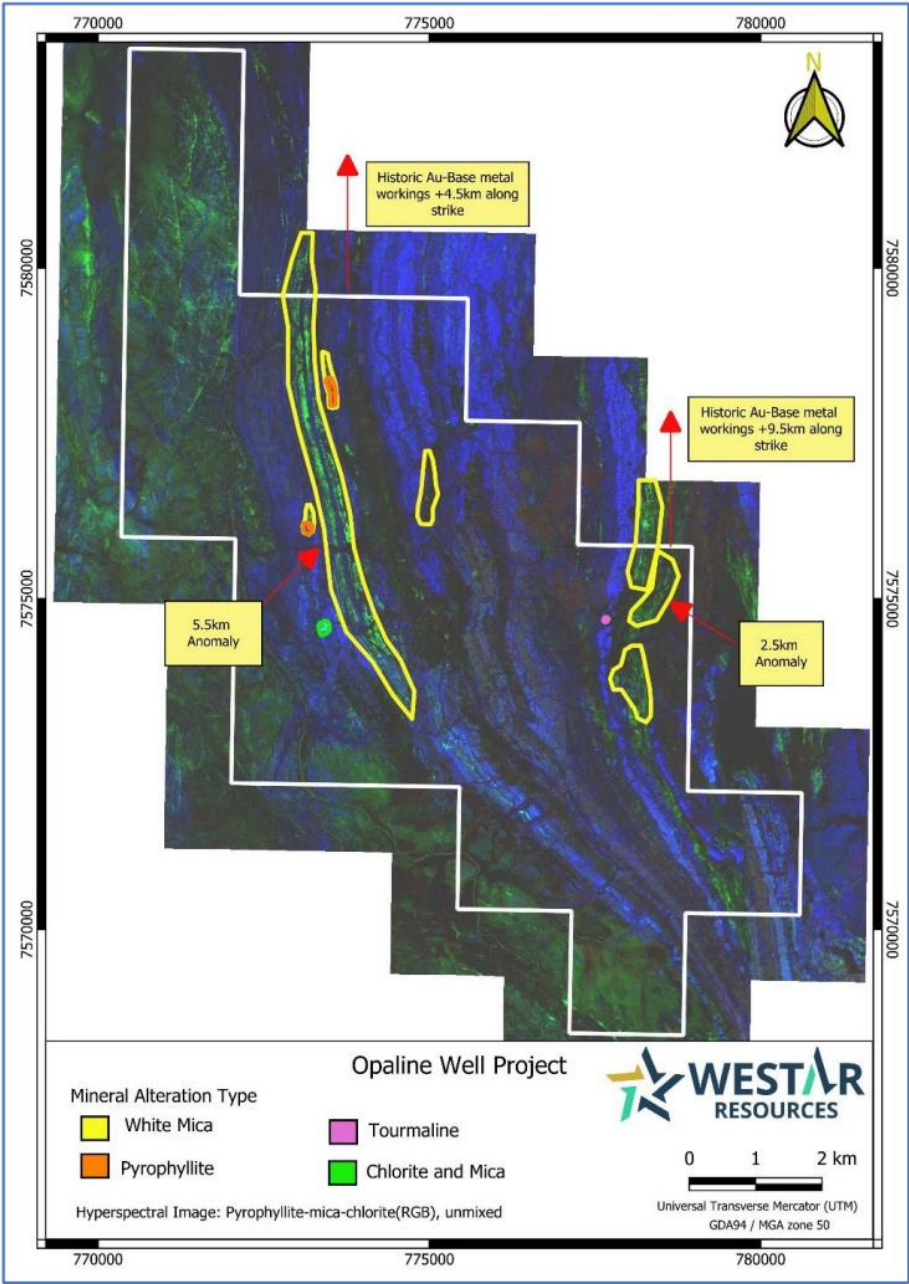 770000
775000
780000
N
Historic Au-Base metal
workings +4.5km along
strike
7580000
7580000
Historic Au-Base metal
workings +9.5km along
strike
7575000
7575000
5.5km
Anomaly
2.5km
Anomaly
7570000
7570000
Opaline Well Project
WESTAR
RESOURCES
Mineral Alteration Type
White Mica
Tourmaline
Pyrophyllite
Chlorite and Mica
0 1 2 km
Hyperspectral Image: Pyrophyllite-mica-chlorite(RGB), unmixed
Universal Transverse Mercator (UTM)
GDA94 / MGA zone 50
770000
775000
780000